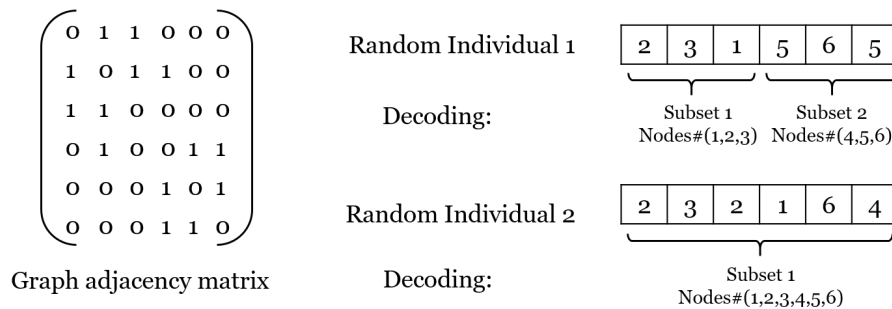 0 1 1 0 0 0
1 0 1 1 0 0
1 1 0 0 0 0
0 1 0 0 1 1
0 0 0 1 0 1
0 0 0 1 1 0
Graph adjacency matrix
Random Individual 1
2 3 1 5 6 5
Decoding:
Subset 1
Nodes#(1,2,3)
Subset 2
Nodes#(4,5,6)
Random Individual 2
2 3 2 1 6 4
Decoding:
Subset 1
Nodes#(1,2,3,4,5,6)